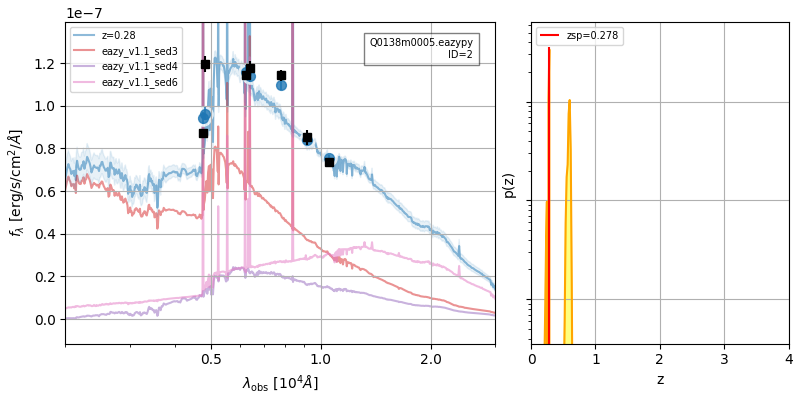 1e−7
z=0.28
eazy_v1.1_sed3
eazy_v1.1_sed4
eazy_v1.1_sed6
Q0138m0005.eazypy
ID=2
1.2
1.0
0.8
0.6
0.4
0.2
0.0
fλ [erg/s/cm²/Å]
0.5 1.0 2.0
λobs [10⁴Å]
zsp=0.278
p(z)
0 1 2 3 4
z